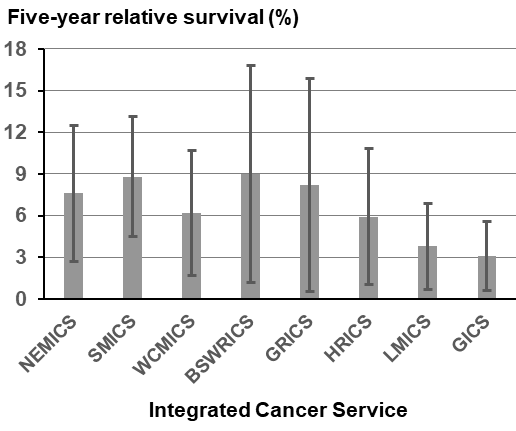 Five-year relative survival (%)
18
15
12
9
6
3
0
NEMICS
SMICS
WCMICS
BSWRICS
GRICS
HRICS
LMICS
GICS
Integrated Cancer Service